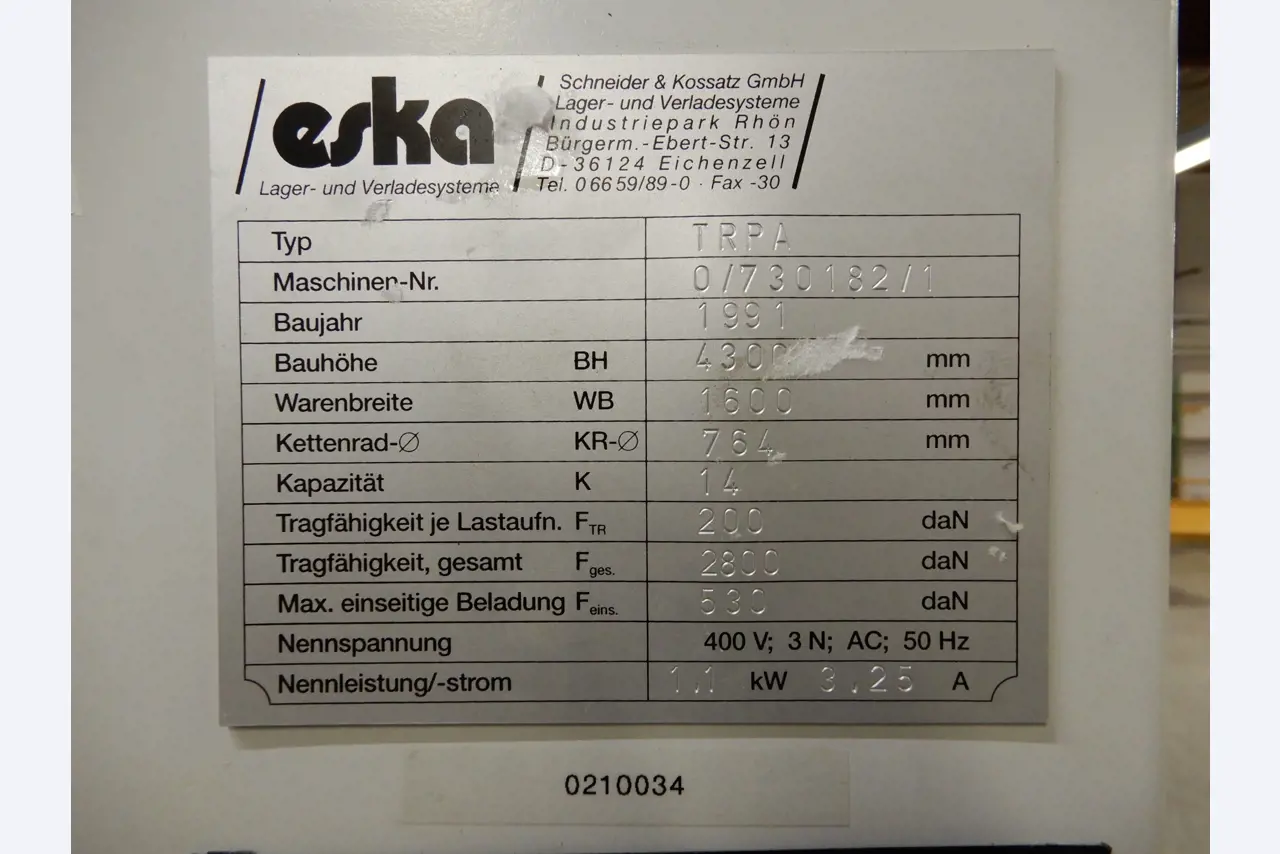 eska
Lager- und Verladesysteme
Schneider & Kossatz GmbH
Lager- und Verladesysteme
Industriepark Rhön
Bürgerm.-Ebert-Str. 13
D-36124 Eichenzell
Tel. 0 66 59/89-0 · Fax -30
Typ TRPA
Maschinen-Nr. 0/730182/1
Baujahr 1991
Bauhöhe BH 4300 mm
Warenbreite WB 1600 mm
Kettenrad-∅ KR-∅ 764 mm
Kapazität K 14
Tragfähigkeit je Lastaufn. FTR 200 daN
Tragfähigkeit, gesamt Fges. 2800 daN
Max. einseitige Beladung Feins. 530 daN
Nennspannung 400 V; 3 N; AC; 50 Hz
Nennleistung/-strom 1,1 kW 3,25 A
0210034